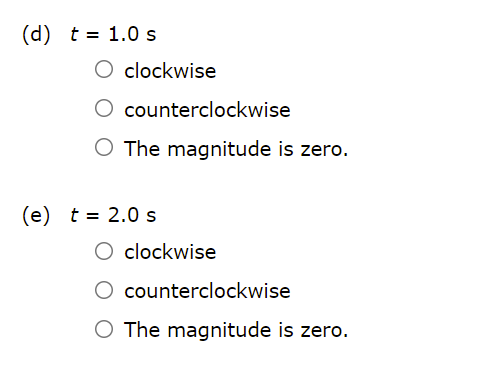 (d) t = 1.0 s
clockwise
counterclockwise
The magnitude is zero.
(e) t = 2.0 s
clockwise
counterclockwise
The magnitude is zero.